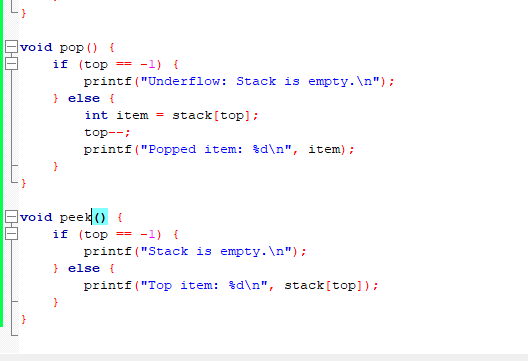 }
void pop() {
    if (top == -1) {
        printf("Underflow: Stack is empty.\n");
    } else {
        int item = stack[top];
        top--;
        printf("Popped item: %d\n", item);
    }
}
void peek() {
    if (top == -1) {
        printf("Stack is empty.\n");
    } else {
        printf("Top item: %d\n", stack[top]);
    }
}